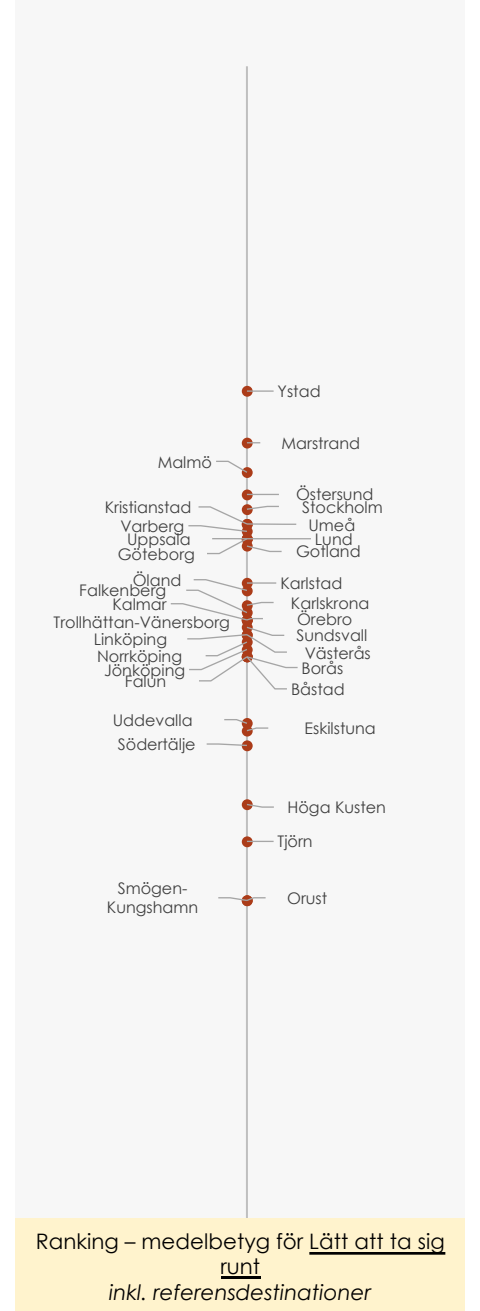 Ystad
Marstrand
Malmö
Östersund
Kristianstad
Stockholm
Varberg
Umeå
Uppsala
Lund
Göteborg
Gotland
Öland
Karlstad
Falkenberg
Kalmar
Karlskrona
Trollhättan-Vänersborg
Örebro
Linköping
Sundsvall
Norrköping
Västerås
Jönköping
Borås
Falun
Båstad
Uddevalla
Eskilstuna
Södertälje
Höga Kusten
Tjörn
Smögen-
Kungshamn
Orust
Ranking – medelbetyg för Lätt att ta sig
runt
inkl. referensdestinationer